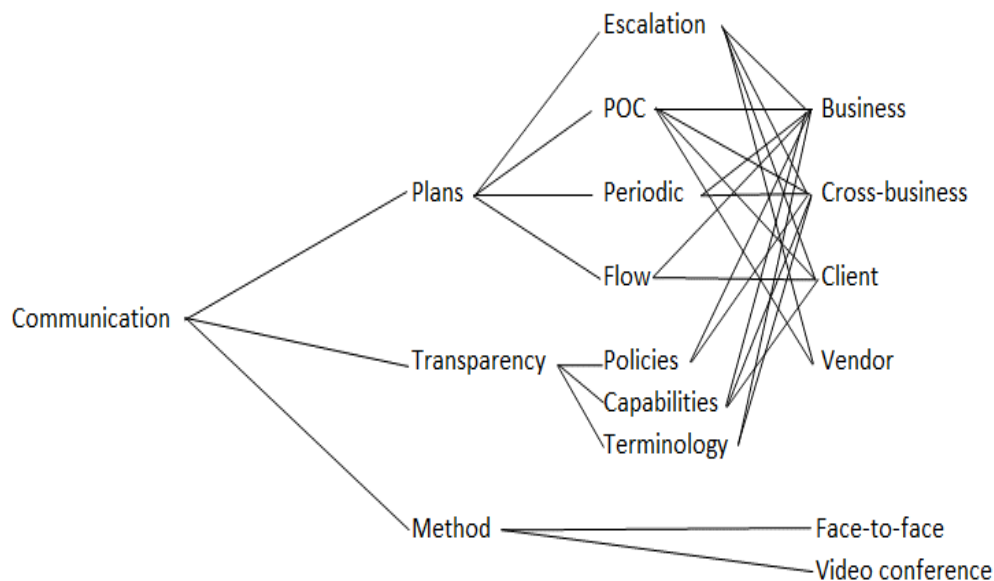 Escalation
POC
Business
Plans
Periodic
Cross-business
Flow
Client
Communication
Transparency
Policies
Vendor
Capabilities
Terminology
Method
Face-to-face
Video conference